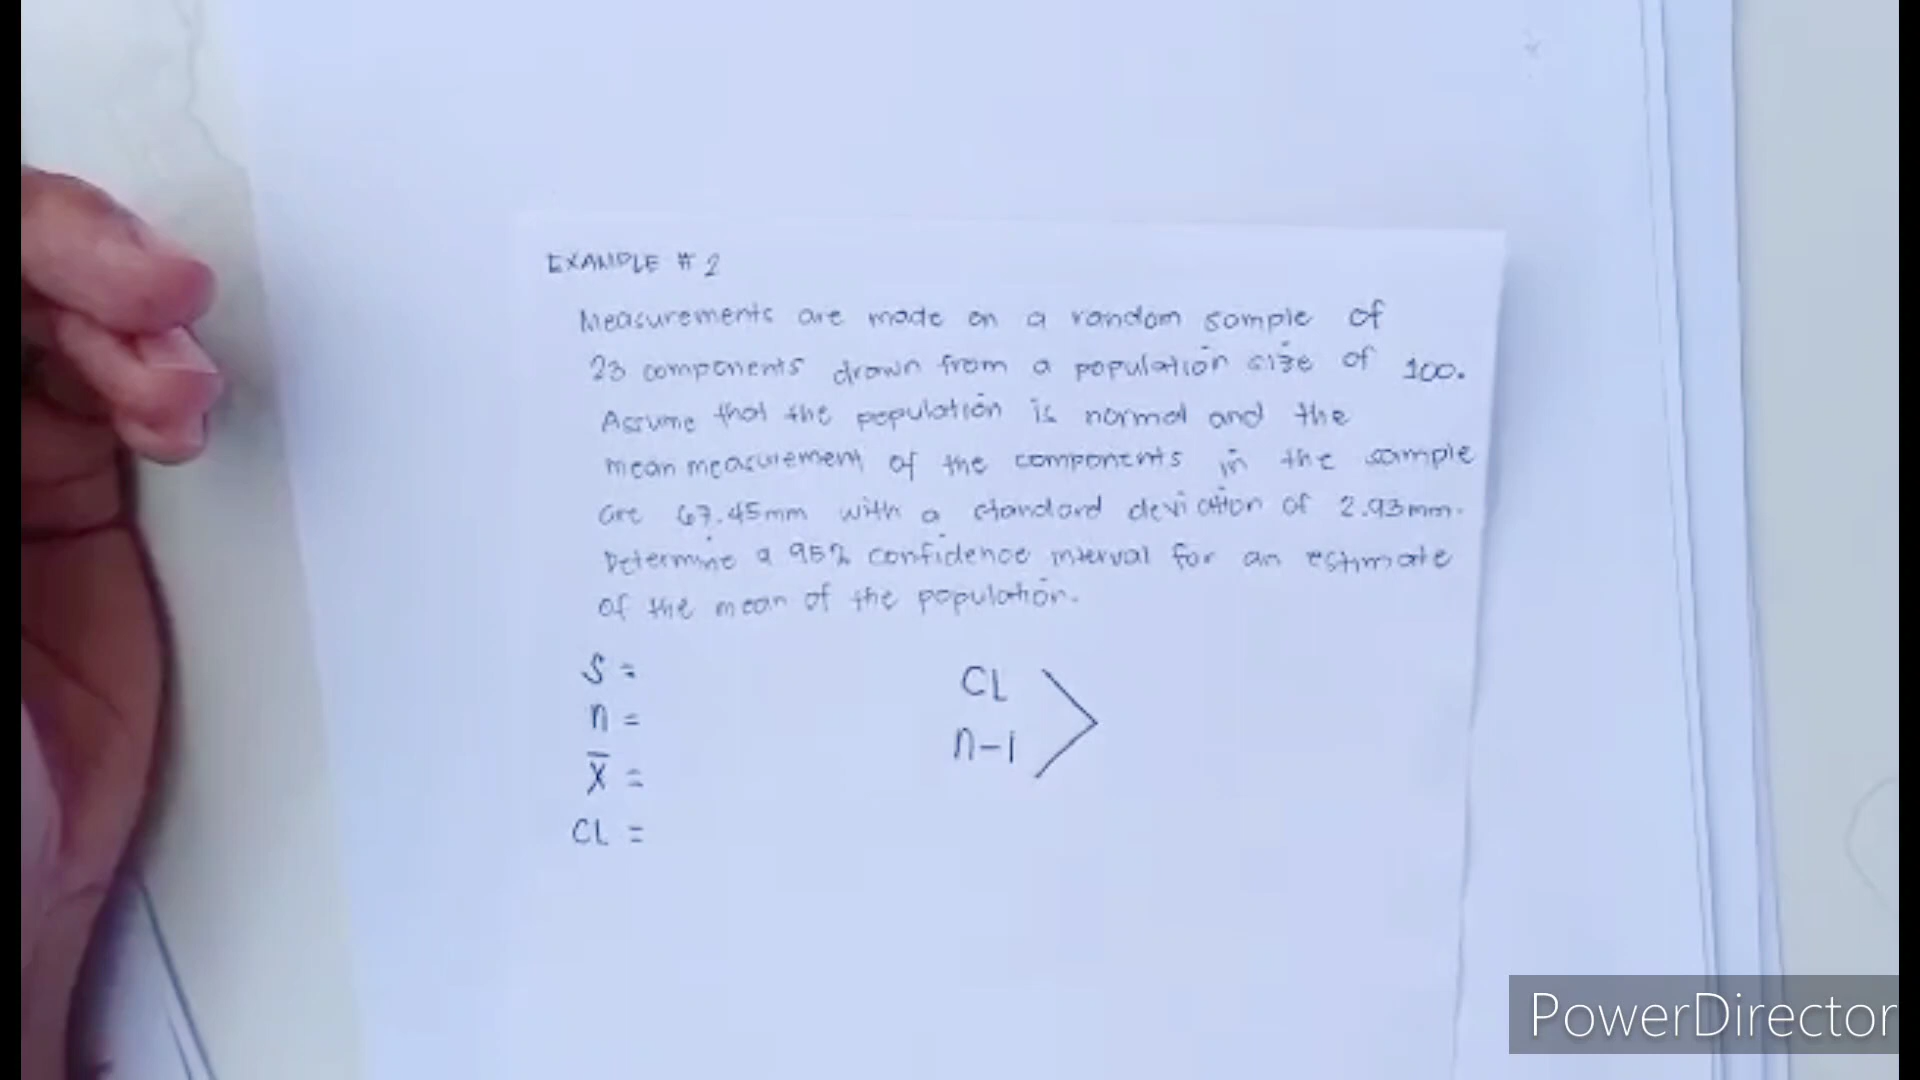 EXAMPLE # 2
Measurements are made on a random sample of
23 components drawn from a population size of 100.
Assume that the population is normal and the
mean measurement of the components in the sample
are 67.45mm with a standard deviation of 2.93mm.
Determine a 95% confidence interval for an estimate
of the mean of the population.
S =
n =
x̄ =
CL =
CL
n-1
PowerDirector